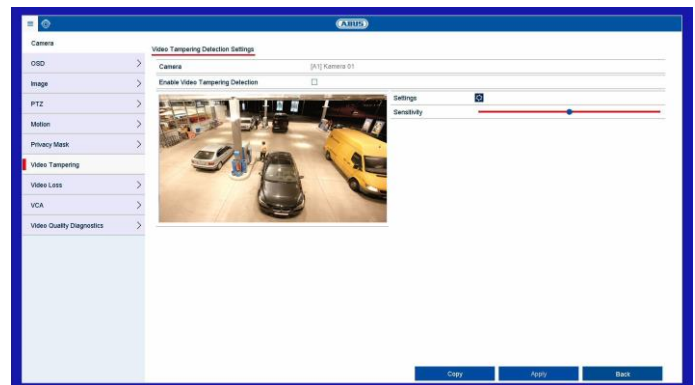 ABUS
Camera
OSD
Image
PTZ
Motion
Privacy Mask
Video Tampering
Video Loss
VCA
Video Quality Diagnostics
Video Tampering Detection Settings
Camera [A1] Kamera 01
Enable Video Tampering Detection
Settings
Sensitivity
Copy Apply Back